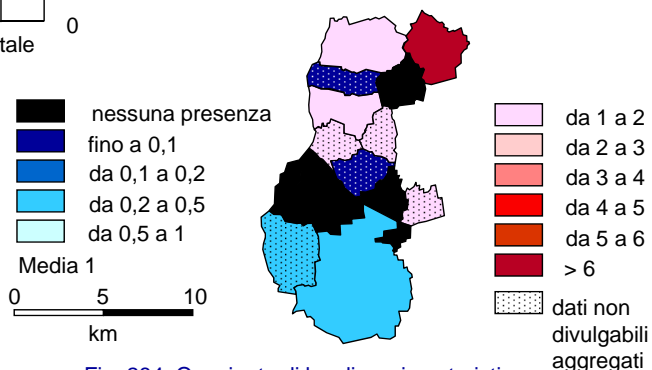 0
tale
nessuna presenza
fino a 0,1
da 0,1 a 0,2
da 0,2 a 0,5
da 0,5 a 1
Media 1
0 5 10
km
da 1 a 2
da 2 a 3
da 3 a 4
da 4 a 5
da 5 a 6
> 6
dati non
divulgabili
aggregati